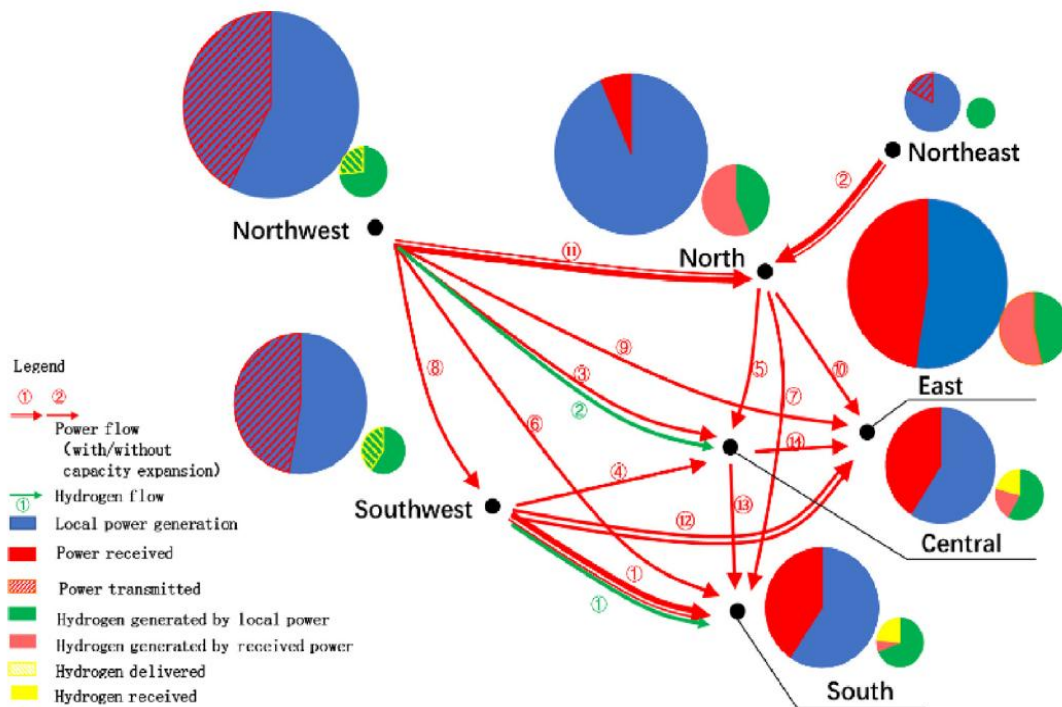 Northeast
②
Northwest
⑪
North
East
⑨
⑩
⑧
③
⑤
⑦
②
⑥
⑭
④
Southwest
⑫
⑬
Central
①
①
South
Legend
① ②
Power flow
(with/without
capacity expansion)
①
Hydrogen flow
Local power generation
Power received
Power transmitted
Hydrogen generated by local power
Hydrogen generated by received power
Hydrogen delivered
Hydrogen received